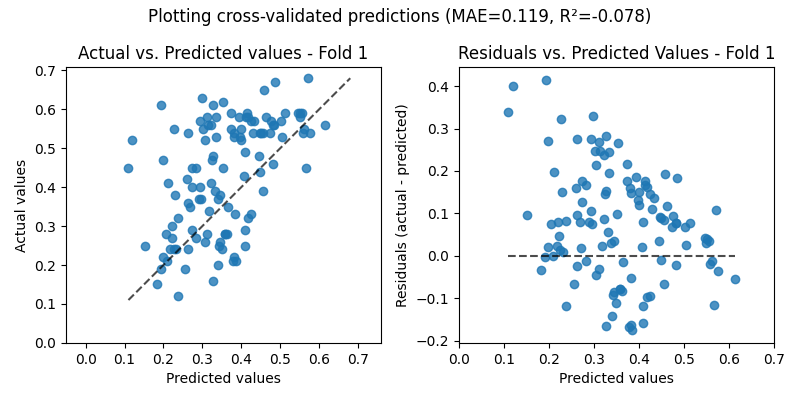 Plotting cross-validated predictions (MAE=0.119, R²=-0.078)
Actual vs. Predicted values - Fold 1
Actual values
0.7
0.6
0.5
0.4
0.3
0.2
0.1
0.0
0.0 0.1 0.2 0.3 0.4 0.5 0.6 0.7
Predicted values
Residuals vs. Predicted Values - Fold 1
Residuals (actual - predicted)
0.4
0.3
0.2
0.1
0.0
−0.1
−0.2
0.0 0.1 0.2 0.3 0.4 0.5 0.6 0.7
Predicted values